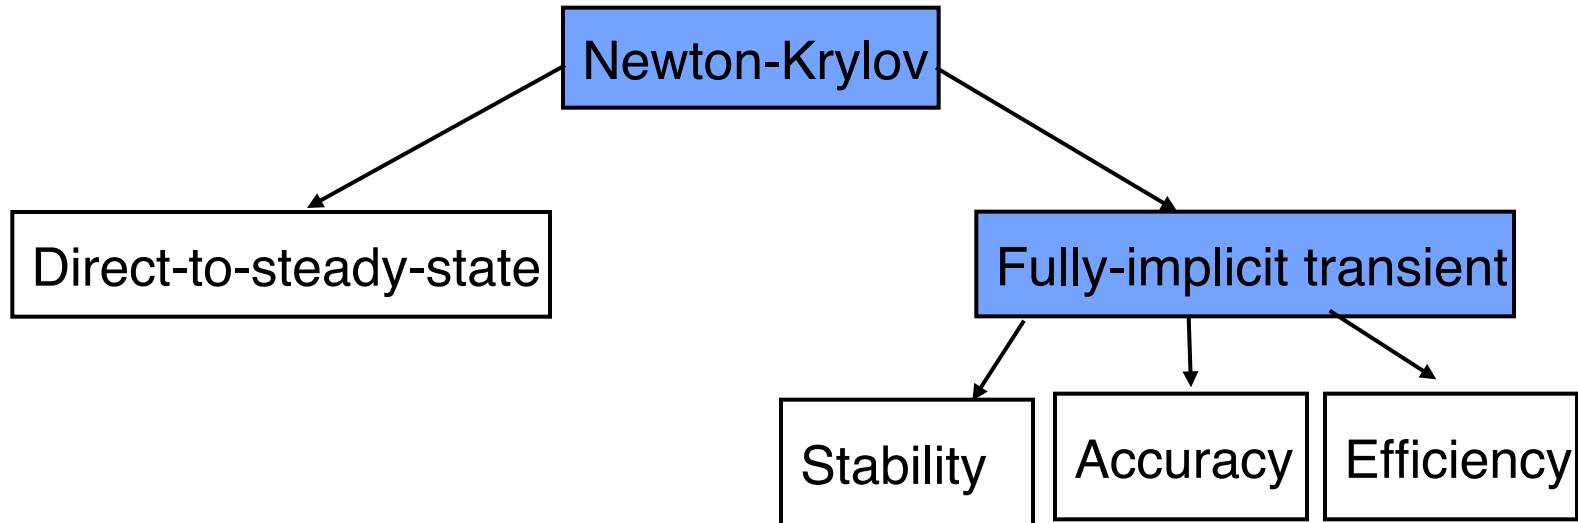 Newton-Krylov
Direct-to-steady-state
Fully-implicit transient
Stability
Accuracy
Efficiency